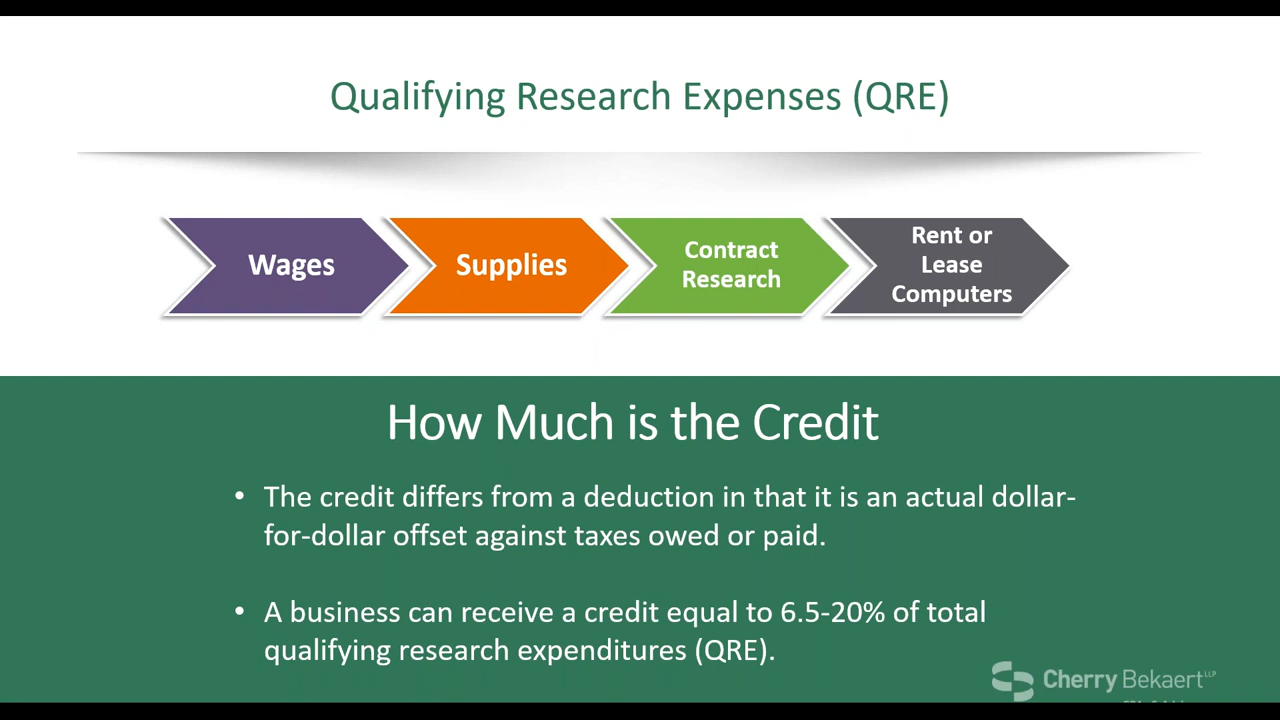 Qualifying Research Expenses (QRE)
Wages
Supplies
Contract
Research
Rent or
Lease
Computers
How Much is the Credit
• The credit differs from a deduction in that it is an actual dollar-
for-dollar offset against taxes owed or paid.
• A business can receive a credit equal to 6.5-20% of total
qualifying research expenditures (QRE).
Cherry Bekaert LLP